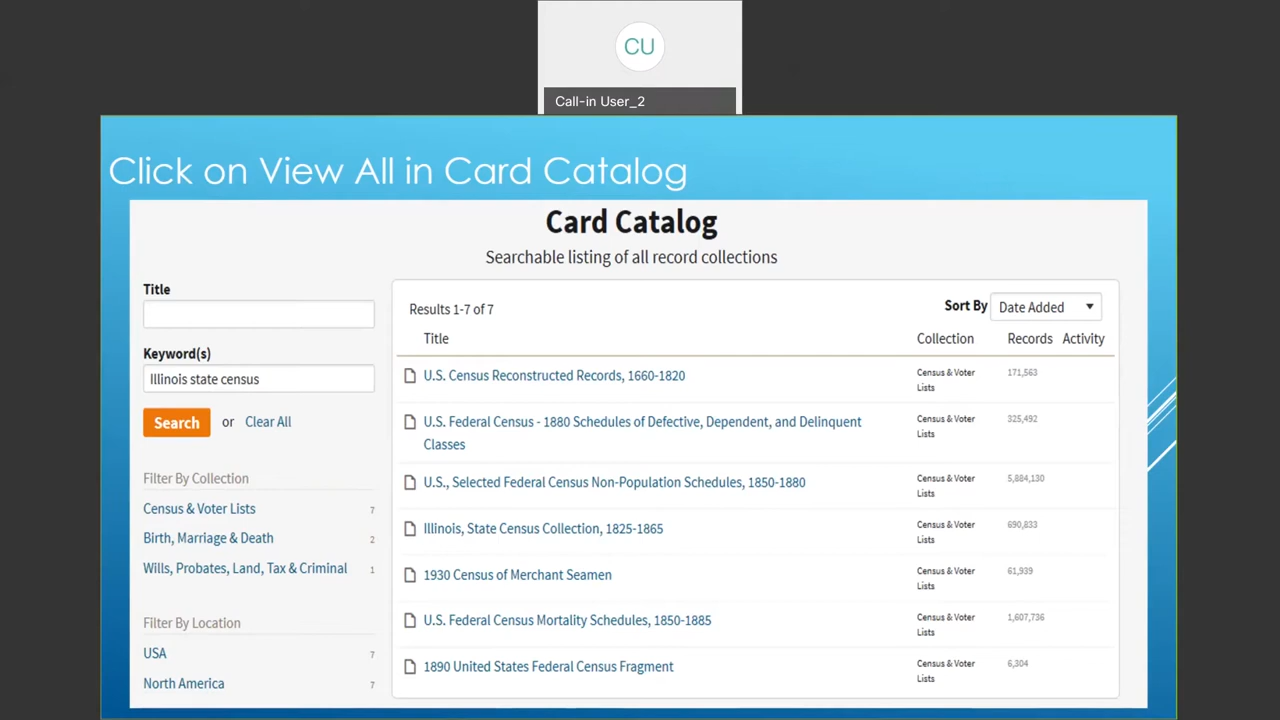 CU
Call-in User_2
Click on View All in Card Catalog
Card Catalog
Searchable listing of all record collections
Title
Keyword(s)
Illinois state census
Search or Clear All
Filter By Collection
Census & Voter Lists 7
Birth, Marriage & Death 2
Wills, Probates, Land, Tax & Criminal 1
Filter By Location
USA 7
North America 7
Results 1-7 of 7
Sort By Date Added
Title Collection Records Activity
U.S. Census Reconstructed Records, 1660-1820 Census & Voter 171,563
Lists
U.S. Federal Census - 1880 Schedules of Defective, Dependent, and Delinquent Census & Voter 325,492
Classes Lists
U.S., Selected Federal Census Non-Population Schedules, 1850-1880 Census & Voter 5,884,130
Lists
Illinois, State Census Collection, 1825-1865 Census & Voter 690,833
Lists
1930 Census of Merchant Seamen Census & Voter 61,939
Lists
U.S. Federal Census Mortality Schedules, 1850-1885 Census & Voter 1,607,736
Lists
1890 United States Federal Census Fragment Census & Voter 6,304
Lists